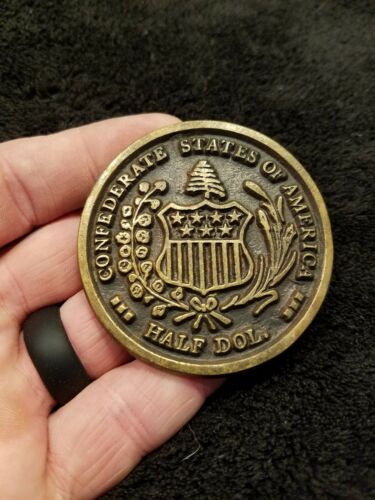 CONFEDERATE STATES OF AMERICA
HALF DOL.